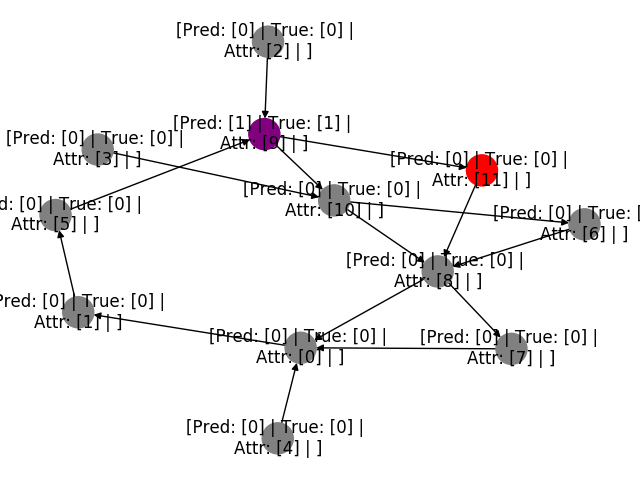 [Pred: [0] | True: [0] |
Attr: [2] | ]
[Pred: [1] | True: [1] |
Attr: [9] | ]
[Pred: [0] | True: [0] |
Attr: [3] | ]
[Pred: [0] | True: [0] |
Attr: [11] | ]
[Pred: [0] | True: [0] |
Attr: [10] | ]
d: [0] | True: [0] |
Attr: [5] | ]
[Pred: [0] | True: [
Attr: [6] | ]
[Pred: [0] | True: [0] |
Attr: [8] | ]
Pred: [0] | True: [0] |
Attr: [1] | ]
[Pred: [0] | True: [0] |
Attr: [0] | ]
[Pred: [0] | True: [0] |
Attr: [7] | ]
[Pred: [0] | True: [0] |
Attr: [4] | ]